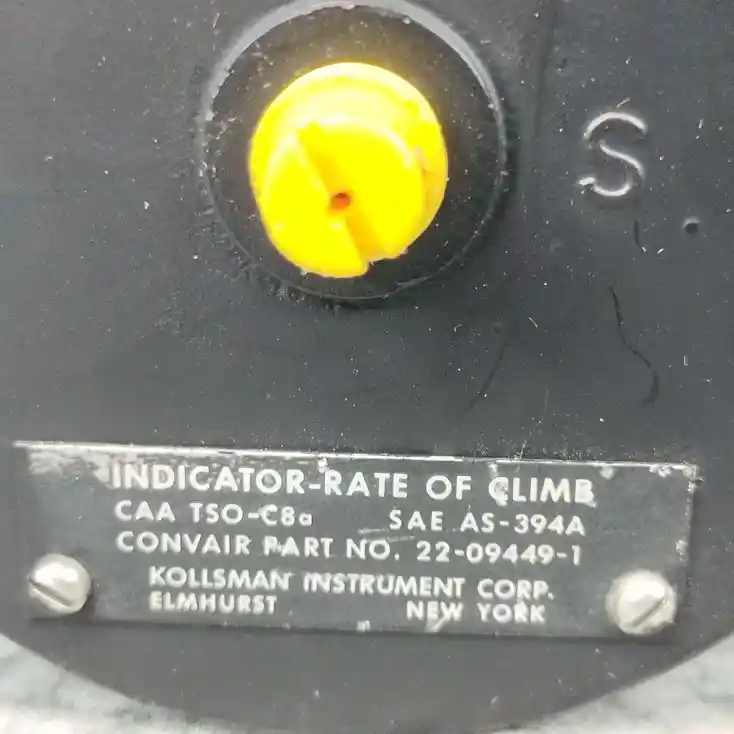 S
INDICATOR-RATE OF CLIMB
CAA TSO-C8a SAE AS-394A
CONVAIR PART NO. 22-09449-1
KOLLSMAN INSTRUMENT CORP.
ELMHURST NEW YORK